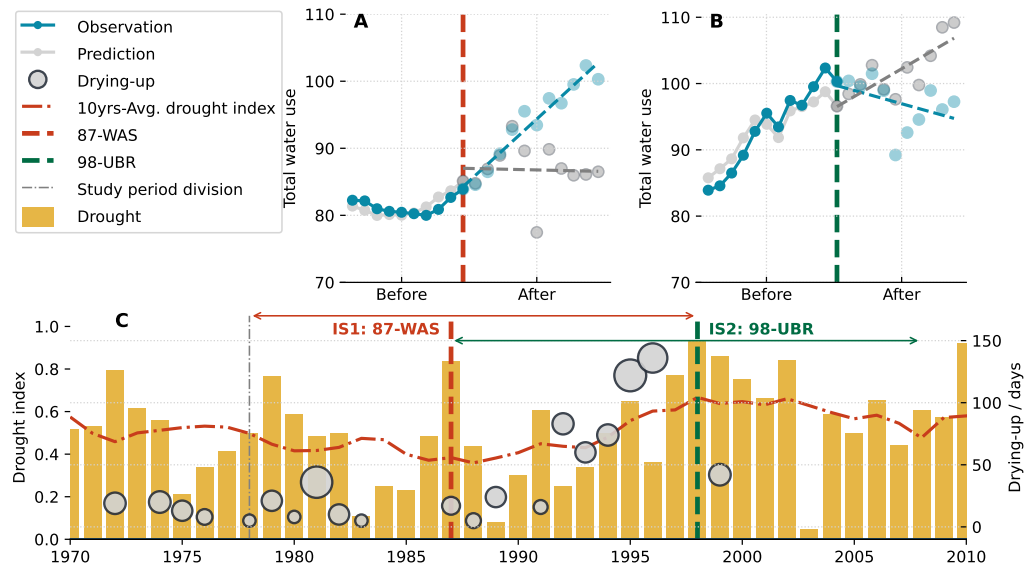 Observation
Prediction
Drying-up
10yrs-Avg. drought index
87-WAS
98-UBR
Study period division
Drought
A
110
100
90
80
70
Total water use
Before
After
B
110
100
90
80
70
Total water use
Before
After
C
IS1: 87-WAS
IS2: 98-UBR
1.0
0.8
0.6
0.4
0.2
0.0
Drought index
150
100
50
0
Drying-up / days
1970
1975
1980
1985
1990
1995
2000
2005
2010